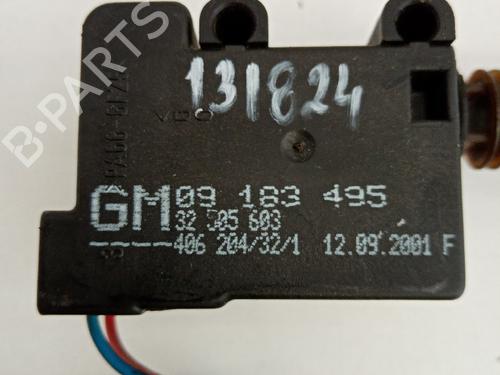 B-PARTS
131824
VDO
GM 09 183 495
32 505 603
406 204/32/1 12.09.2001 F